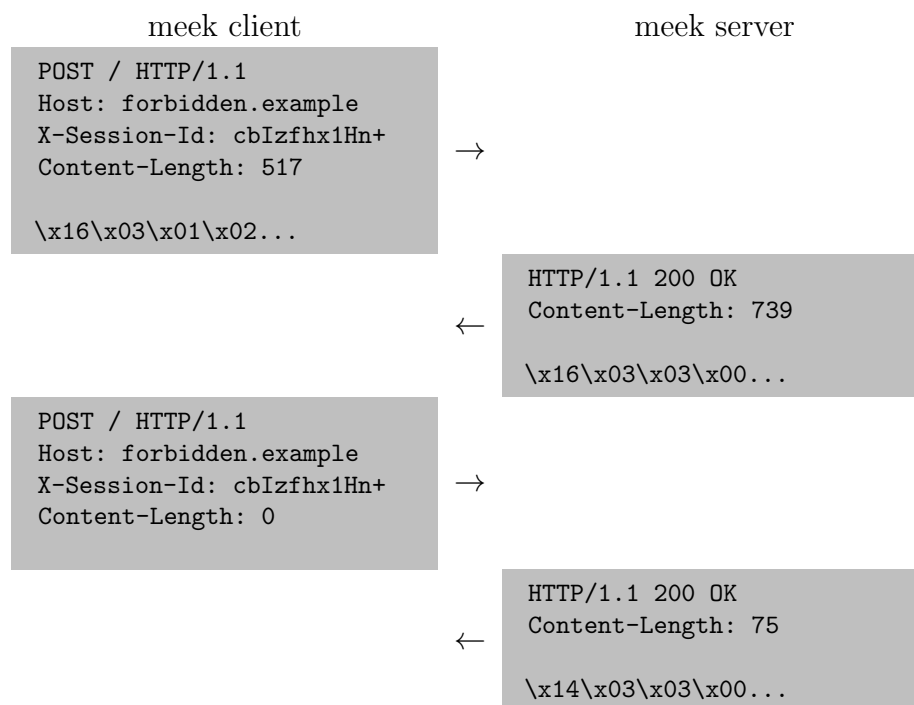 meek client meek server
POST / HTTP/1.1
Host: forbidden.example
X-Session-Id: cbIzfhx1Hn+
Content-Length: 517
\x16\x03\x01\x02...
→
HTTP/1.1 200 OK
Content-Length: 739
\x16\x03\x03\x00...
←
POST / HTTP/1.1
Host: forbidden.example
X-Session-Id: cbIzfhx1Hn+
Content-Length: 0
→
HTTP/1.1 200 OK
Content-Length: 75
\x14\x03\x03\x00...
←